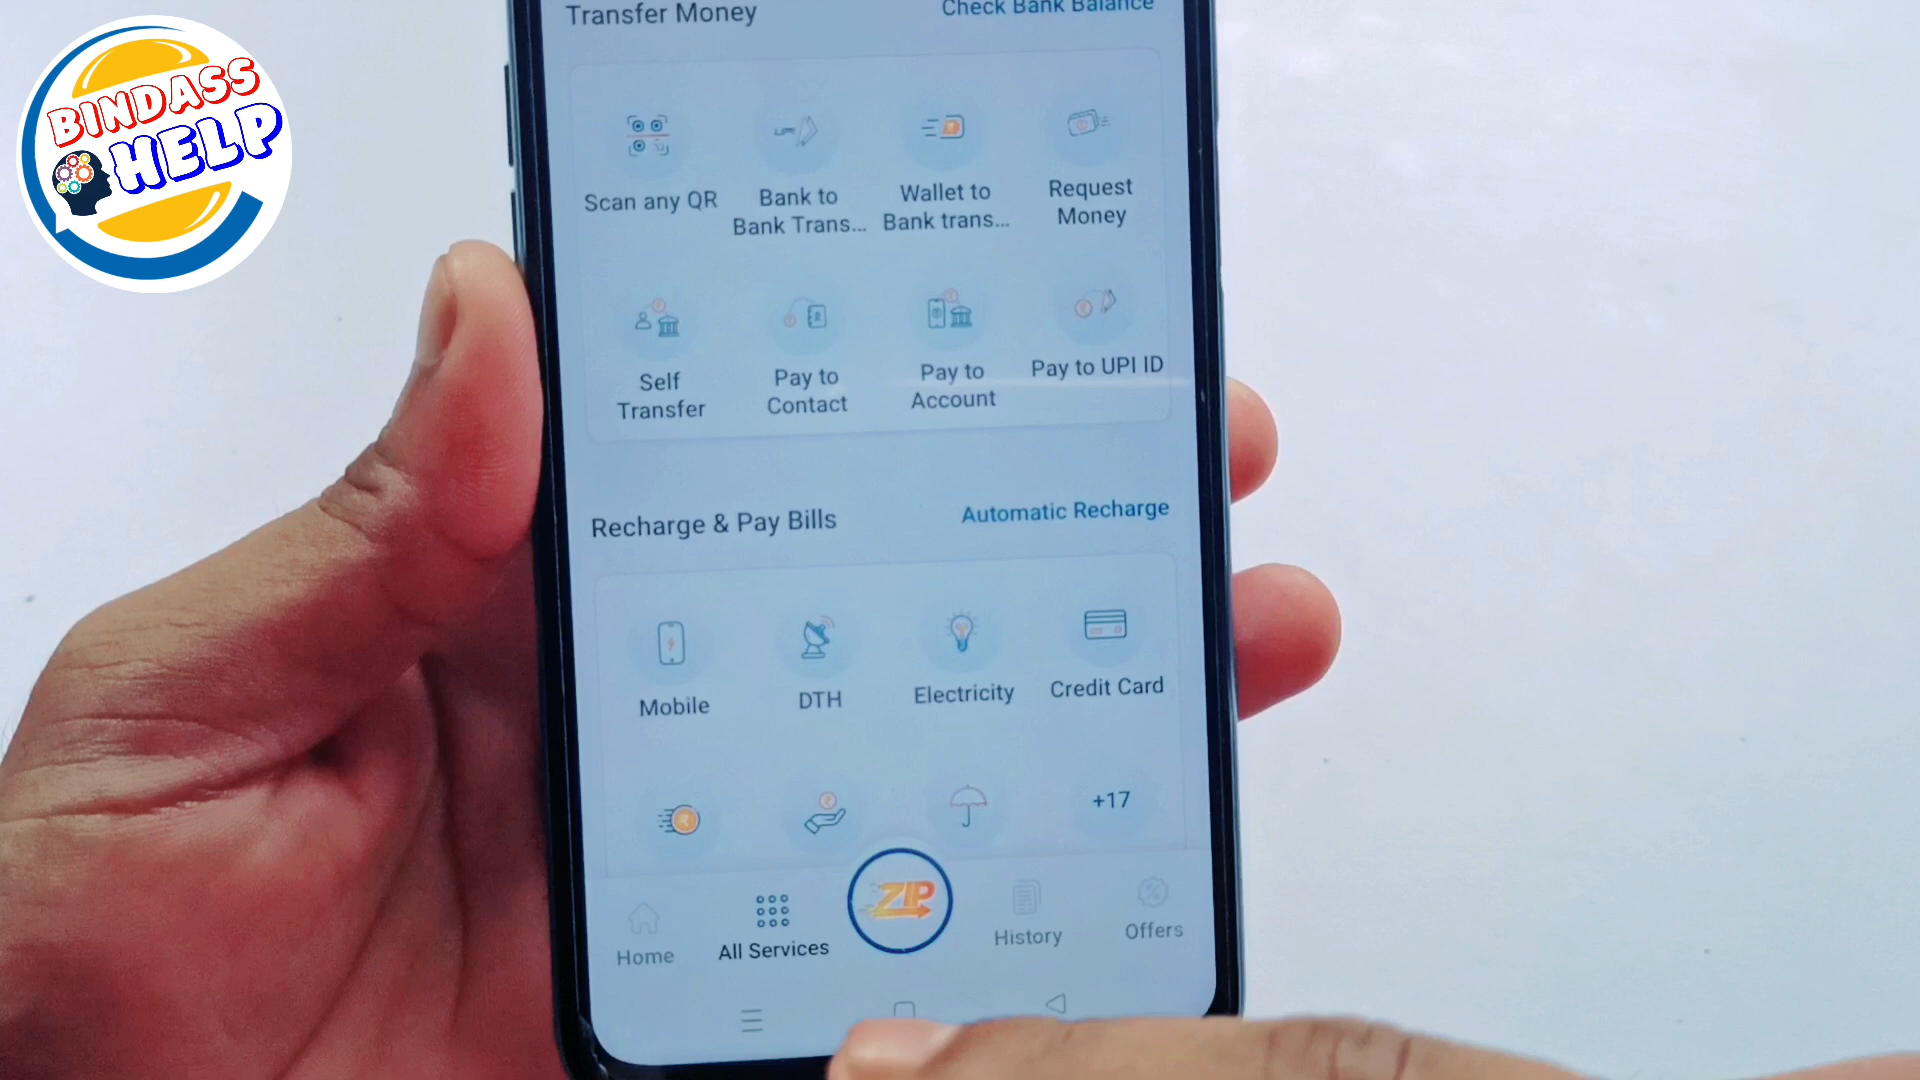 BINDASS
HELP
Transfer Money
Check Bank Balance
Scan any QR
Bank to
Bank Trans...
Wallet to
Bank trans...
Request
Money
Self
Transfer
Pay to
Contact
Pay to
Account
Pay to UPI ID
Recharge & Pay Bills
Automatic Recharge
Mobile
DTH
Electricity
Credit Card
+17
Home
All Services
ZIP
History
Offers